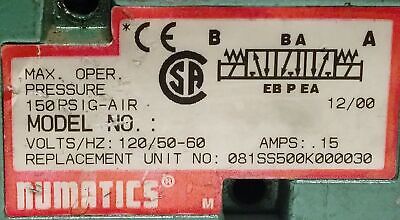 * CE B BA A
SA
EB P EA
MAX. OPER.
PRESSURE
150PSIG-AIR 12/00
MODEL NO. :
VOLTS/HZ: 120/50-60 AMPS: .15
REPLACEMENT UNIT NO: 081SS500K000030
NUMATICS® M